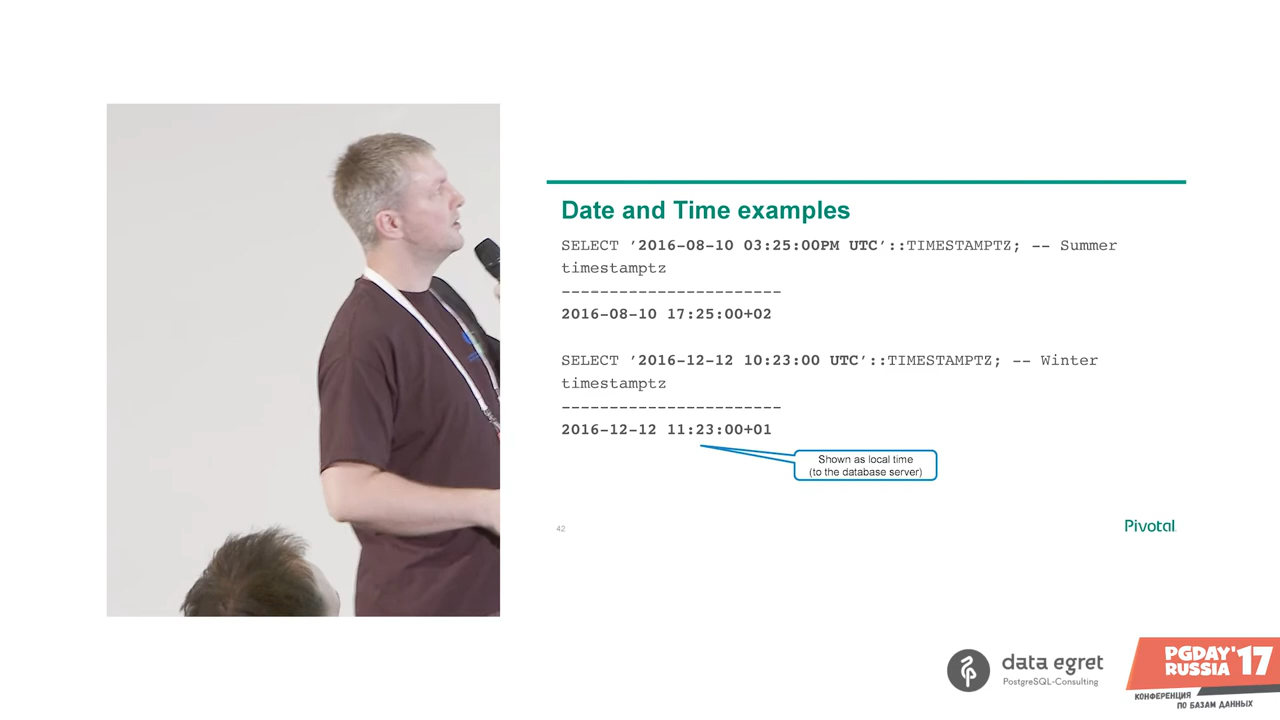 Date and Time examples
SELECT ’2016-08-10 03:25:00PM UTC’::TIMESTAMPTZ; -- Summer
timestamptz
-----------------------
2016-08-10 17:25:00+02
SELECT ’2016-12-12 10:23:00 UTC’::TIMESTAMPTZ; -- Winter
timestamptz
-----------------------
2016-12-12 11:23:00+01
Shown as local time
(to the database server)
42
Pivotal
data egret
PostgreSQL-Consulting
PGDAY'17
RUSSIA
КОНФЕРЕНЦИЯ
ПО БАЗАМ ДАННЫХ